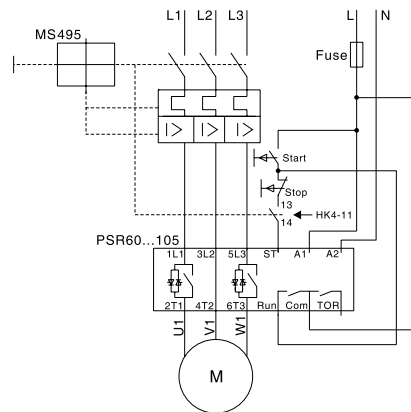 L1 L2 L3 L N
MS495
Fuse
I> I> I>
Start
Stop
13
14
HK4-11
PSR60...105
1L1 3L2 5L3 ST A1 A2
2T1 4T2 6T3 Run Com TOR
U1 V1 W1
M